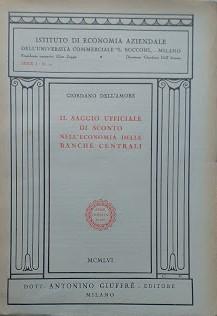 ISTITUTO DI ECONOMIA AZIENDALE
DELL'UNIVERSITÀ COMMERCIALE "L. BOCCONI" - MILANO
SERIE I - N.
GIORDANO DELL'AMORE
IL SAGGIO UFFICIALE
DI SCONTO
NELL'ECONOMIA DELLE
BANCHE CENTRALI
MCMLVI
DOTT. ANTONINO GIUFFRÈ - EDITORE
MILANO